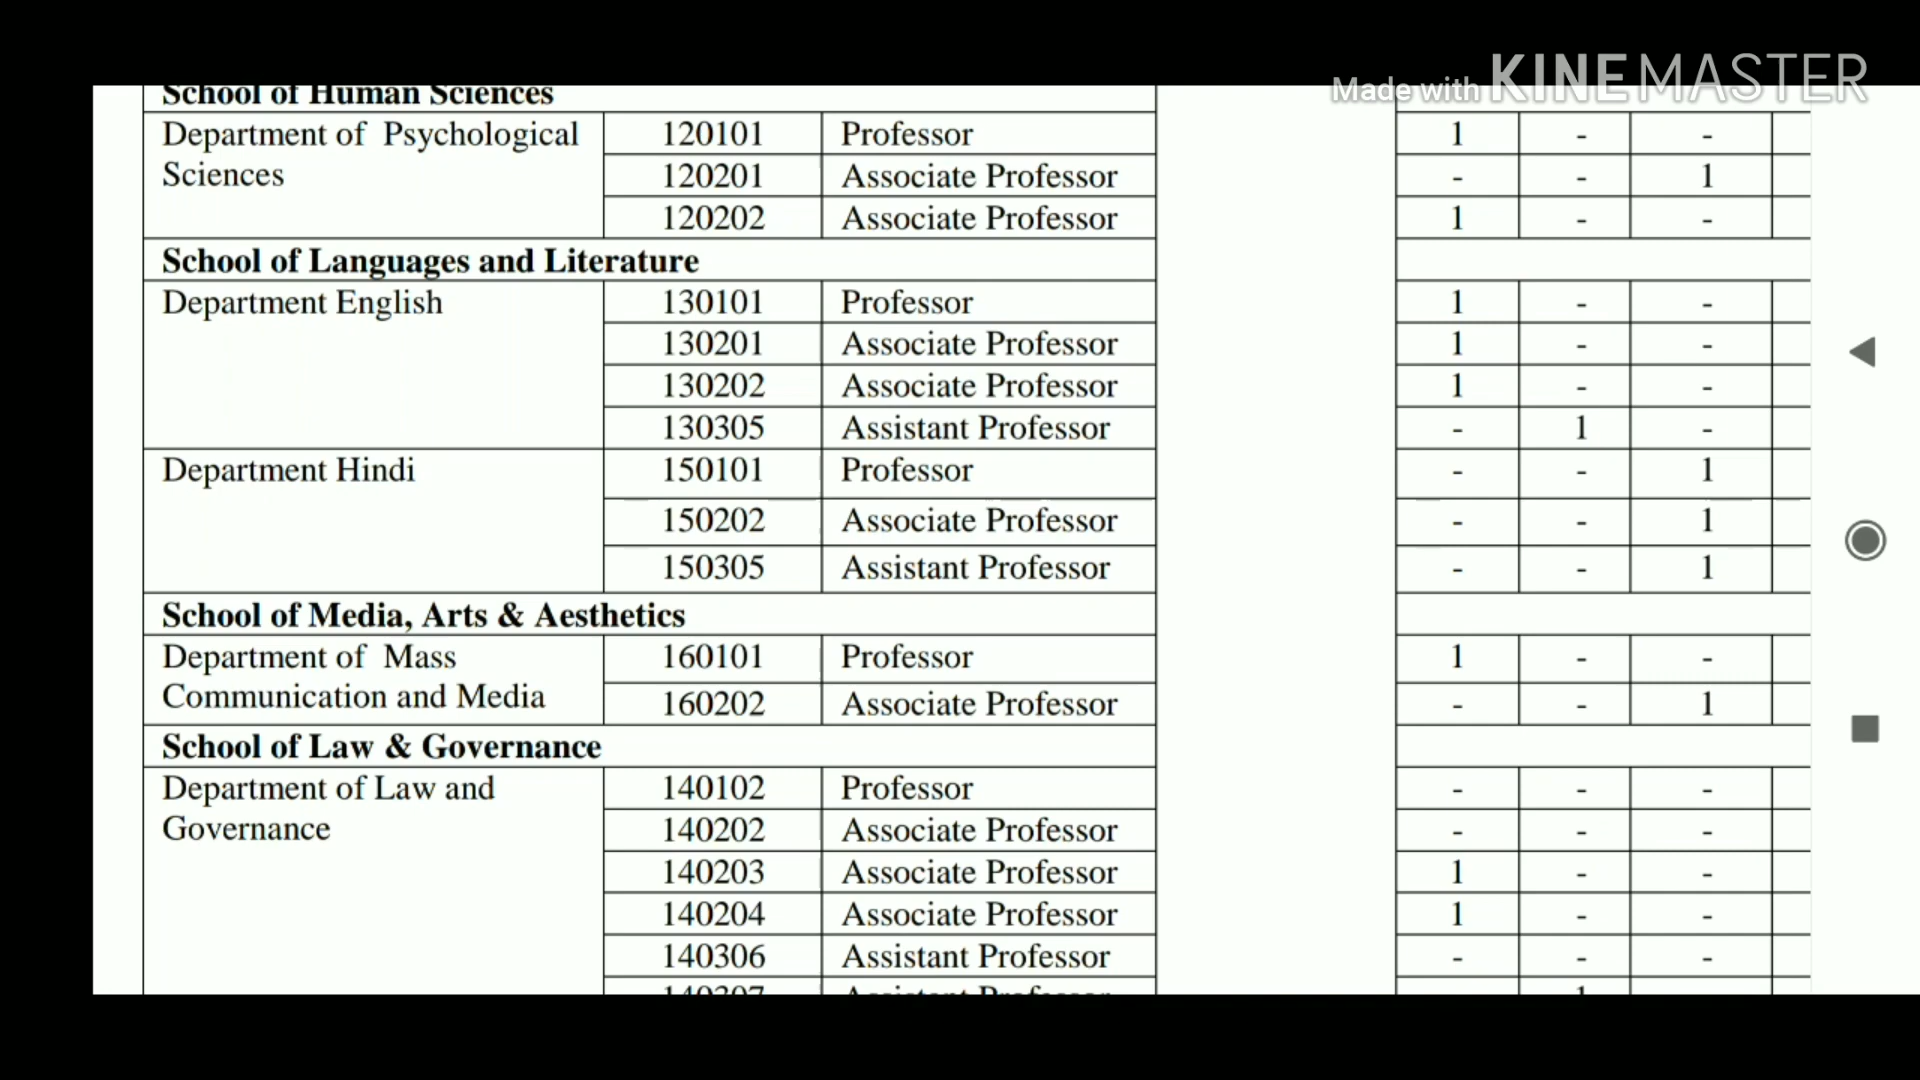 Made with KINEMASTER
School of Human Sciences
Department of Psychological 120101 Professor 1 - -
Sciences 120201 Associate Professor - - 1
120202 Associate Professor 1 - -
School of Languages and Literature
Department English 130101 Professor 1 - -
130201 Associate Professor 1 - -
130202 Associate Professor 1 - -
130305 Assistant Professor - 1 -
Department Hindi 150101 Professor - - 1
150202 Associate Professor - - 1
150305 Assistant Professor - - 1
School of Media, Arts & Aesthetics
Department of Mass 160101 Professor 1 - -
Communication and Media 160202 Associate Professor - - 1
School of Law & Governance
Department of Law and 140102 Professor - - -
Governance 140202 Associate Professor - - -
140203 Associate Professor 1 - -
140204 Associate Professor 1 - -
140306 Assistant Professor - - -
140307 Assistant Professor 1